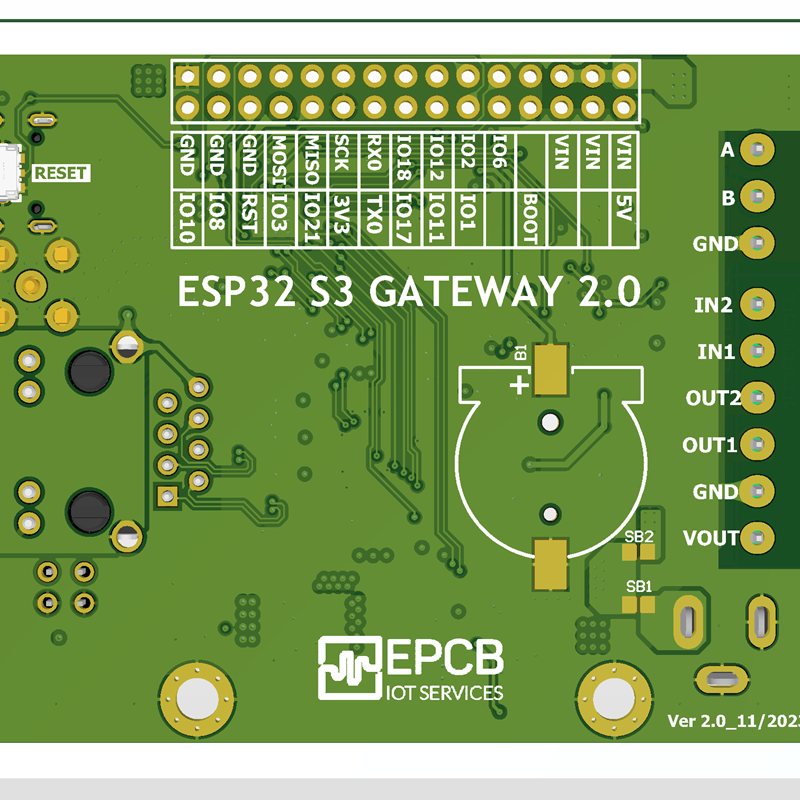 GND GND GND MOSI MISO SCK RX0 IO18 IO12 IO2 IO6 VIN VIN VIN
IO10 IO8 RST IO3 IO21 3V3 TX0 IO17 IO11 IO1 BOOT 5V
RESET
ESP32 S3 GATEWAY 2.0
B1
+
A
B
GND
IN2
IN1
OUT2
OUT1
GND
VOUT
SB2
SB1
EPCB
IOT SERVICES
Ver 2.0_11/2023